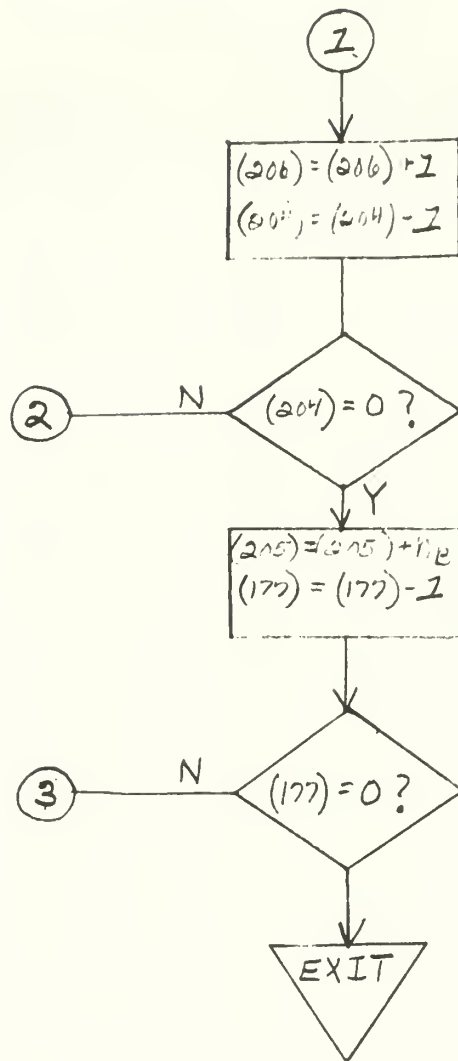 1
(206) = (206) + 1
(204) = (204) - 1
(204) = 0 ?
N
2
Y
(205) = (205) +
(177) = (177) - 1
(177) = 0 ?
N
3
EXIT